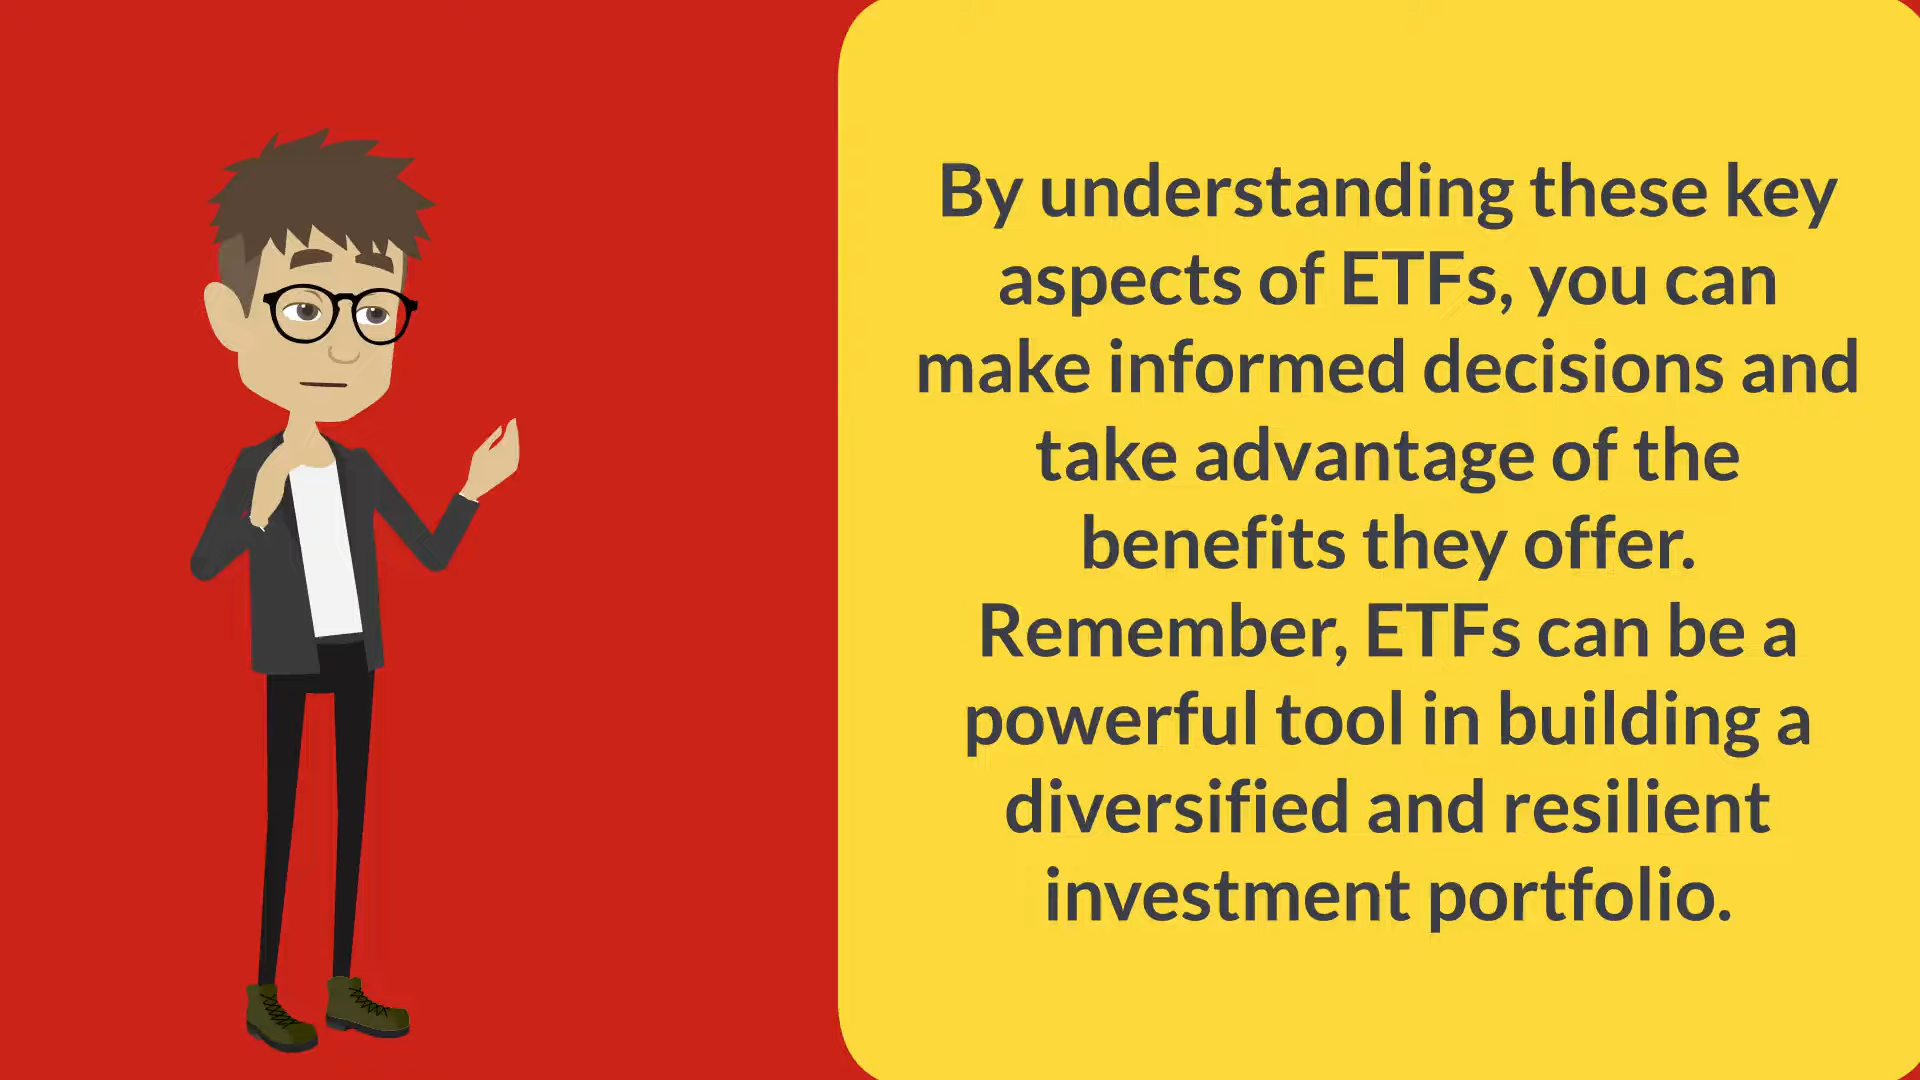 By understanding these key
aspects of ETFs, you can
make informed decisions and
take advantage of the
benefits they offer.
Remember, ETFs can be a
powerful tool in building a
diversified and resilient
investment portfolio.